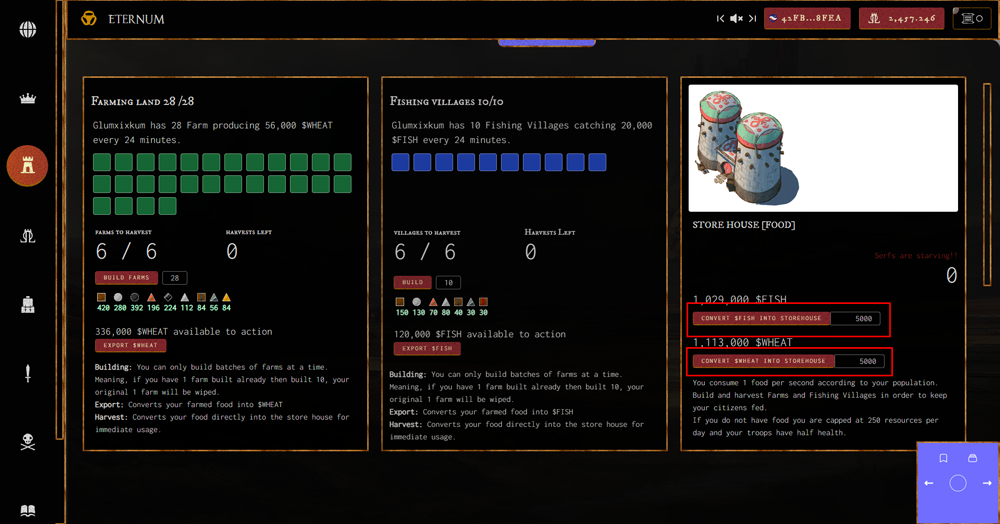 ETERNUM
42FB...8FEA
2,457.246
Farming land 28 /28
Glumxixkum has 28 Farm producing 56,000 $WHEAT
every 24 minutes.
FARMS TO HARVEST
HARVESTS LEFT
6 / 6
0
BUILD FARMS
28
420 280 392 196 224 112 84 56 84
336,000 $WHEAT available to action
EXPORT $WHEAT
Building: You can only build batches of farms at a time.
Meaning, if you have 1 farm built already then built 10, your
original 1 farm will be wiped.
Export: Converts your farmed food into $WHEAT
Harvest: Converts your food directly into the store house for
immediate usage.
Fishing villages 10/10
Glumxixkum has 10 Fishing Villages catching 20,000
$FISH every 24 minutes.
VILLAGES TO HARVEST
Harvests Left
6 / 6
0
BUILD
10
150 130 70 80 40 30 30
120,000 $FISH available to action
EXPORT $FISH
Building: You can only build batches of farms at a time.
Meaning, if you have 1 farm built already then built 10, your
original 1 farm will be wiped.
Export: Converts your farmed food into $FISH
Harvest: Converts your food directly into the store house for
immediate usage.
STORE HOUSE [FOOD]
Serfs are starving!!
0
1,029,000 $FISH
CONVERT $FISH INTO STOREHOUSE
5000
1,113,000 $WHEAT
CONVERT $WHEAT INTO STOREHOUSE
5000
You consume 1 food per second according to your population.
Build and harvest Farms and Fishing Villages in order to keep
your citizens fed.
If you do not have food you are capped at 250 resources per
day and your troops have half health.